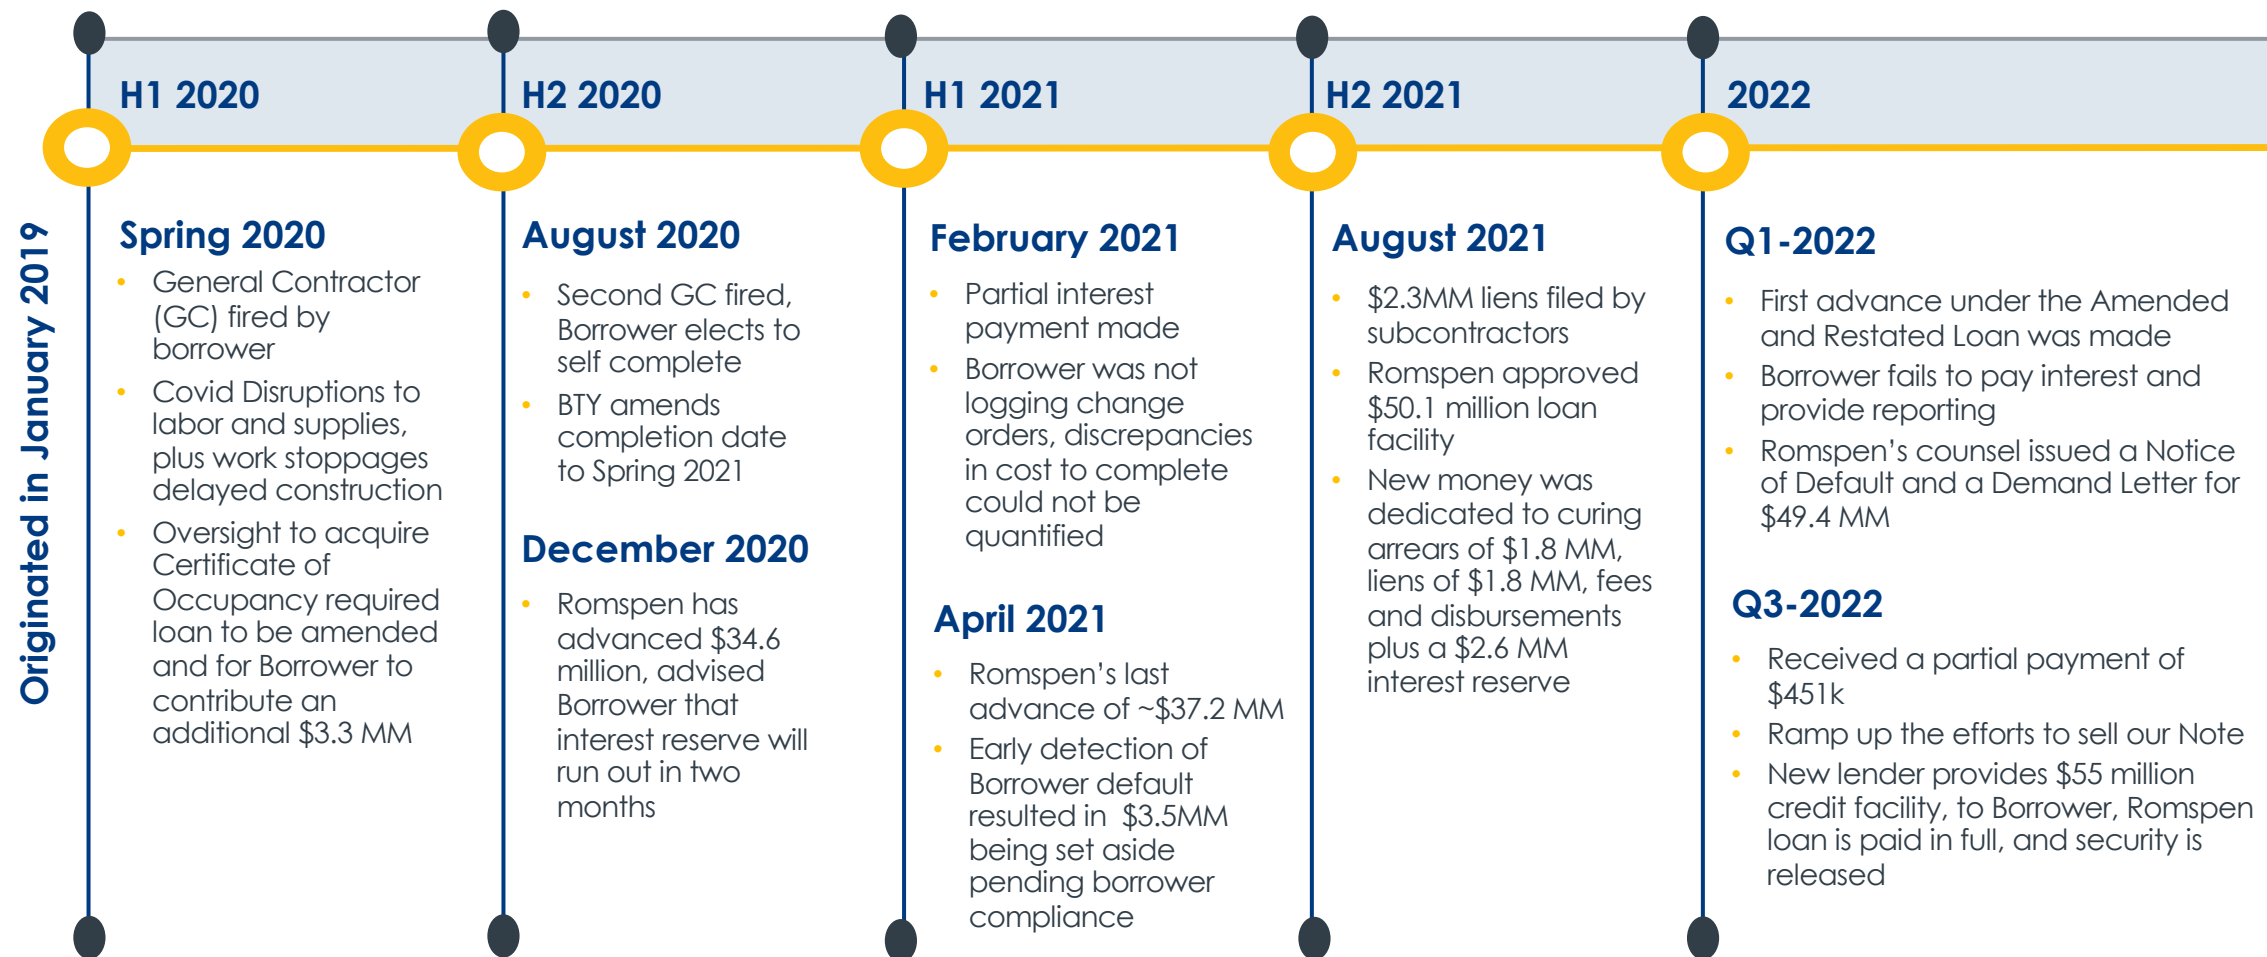 Originated in January 2019
H1 2020
Spring 2020
• General Contractor
(GC) fired by
borrower
• Covid Disruptions to
labor and supplies,
plus work stoppages
delayed construction
• Oversight to acquire
Certificate of
Occupancy required
loan to be amended
and for Borrower to
contribute an
additional $3.3 MM
H2 2020
August 2020
• Second GC fired,
Borrower elects to
self complete
• BTY amends
completion date
to Spring 2021
December 2020
• Romspen has
advanced $34.6
million, advised
Borrower that
interest reserve will
run out in two
months
H1 2021
February 2021
• Partial interest
payment made
• Borrower was not
logging change
orders, discrepancies
in cost to complete
could not be
quantified
April 2021
• Romspen’s last
advance of ~$37.2 MM
• Early detection of
Borrower default
resulted in  $3.5MM
being set aside
pending borrower
compliance
H2 2021
August 2021
• $2.3MM liens filed by
subcontractors
• Romspen approved
$50.1 million loan
facility
• New money was
dedicated to curing
arrears of $1.8 MM,
liens of $1.8 MM, fees
and disbursements
plus a $2.6 MM
interest reserve
2022
Q1-2022
• First advance under the Amended
and Restated Loan was made
• Borrower fails to pay interest and
provide reporting
• Romspen’s counsel issued a Notice
of Default and a Demand Letter for
$49.4 MM
Q3-2022
• Received a partial payment of
$451k
• Ramp up the efforts to sell our Note
• New lender provides $55 million
credit facility, to Borrower, Romspen
loan is paid in full, and security is
released